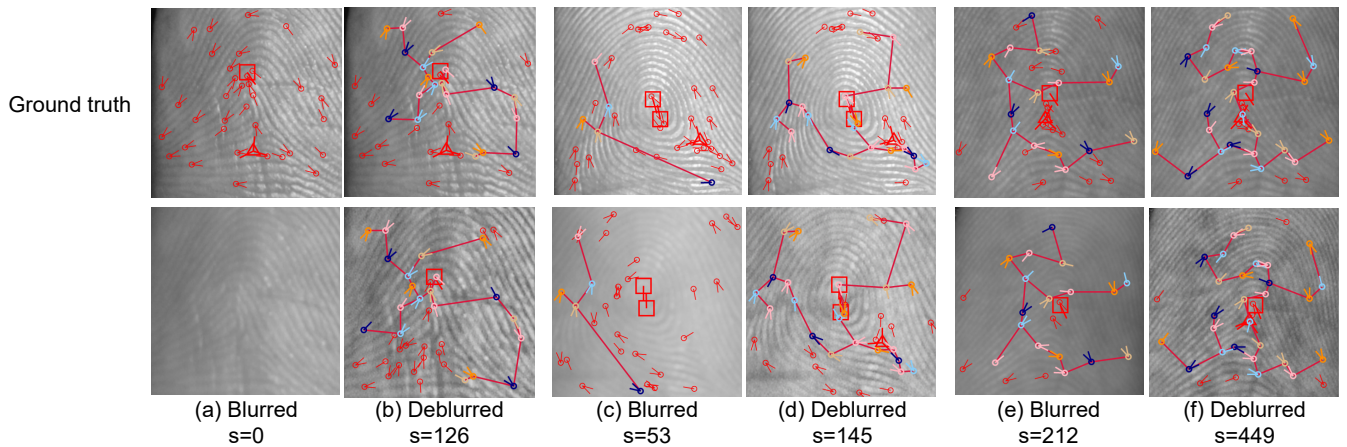 Ground truth
(a) Blurred (b) Deblurred (c) Blurred (d) Deblurred (e) Blurred (f) Deblurred
s=0 s=126 s=53 s=145 s=212 s=449